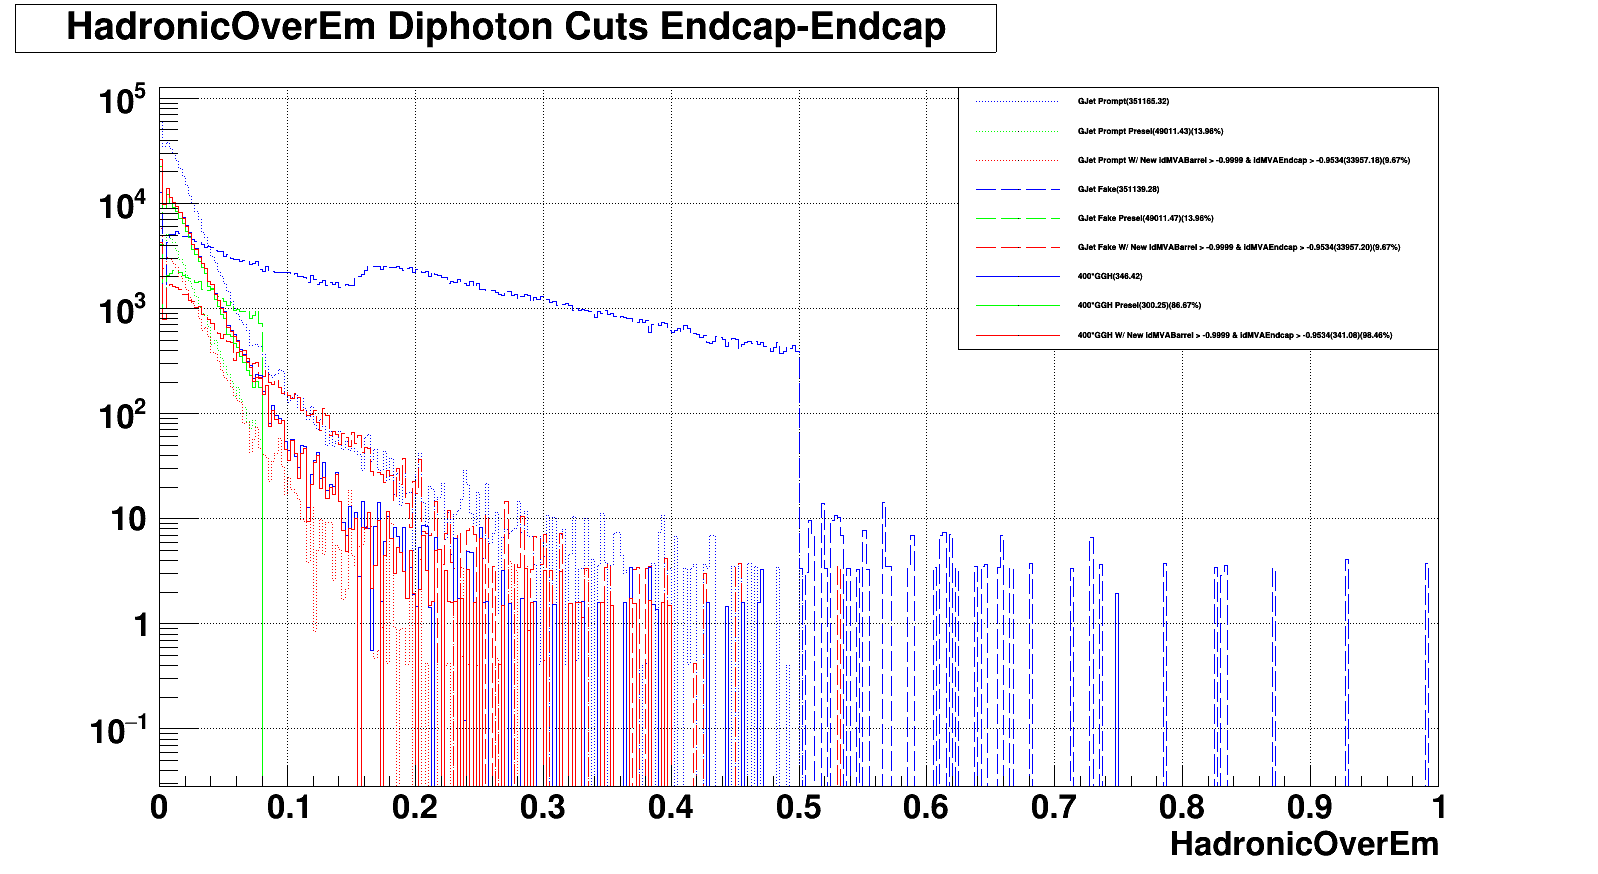 HadronicOverEm Diphoton Cuts Endcap-Endcap
10^5
10^4
10^3
10^2
10
1
10^−1
GJet Prompt(351165.32)
GJet Prompt Presel(49011.43)(13.96%)
GJet Prompt W/ New idMVABarrel > -0.9999 & idMVAEndcap > -0.9534(33957.18)(9.67%)
GJet Fake(351139.28)
GJet Fake Presel(49011.47)(13.96%)
GJet Fake W/ New idMVABarrel > -0.9999 & idMVAEndcap > -0.9534(33957.20)(9.67%)
400*GGH(346.42)
400*GGH Presel(300.25)(86.67%)
400*GGH W/ New idMVABarrel > -0.9999 & idMVAEndcap > -0.9534(341.08)(98.46%)
0 0.1 0.2 0.3 0.4 0.5 0.6 0.7 0.8 0.9 1
HadronicOverEm